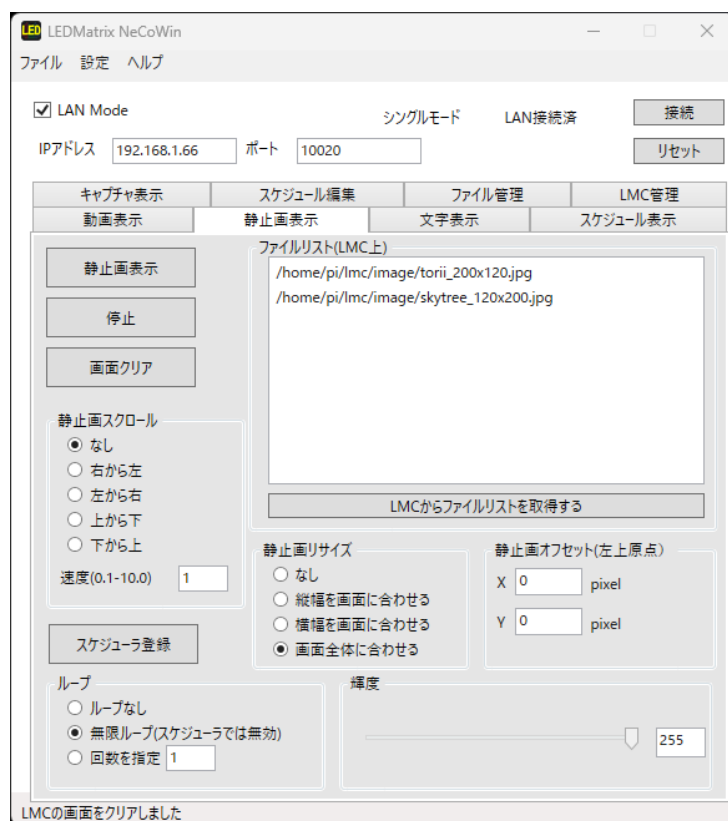 LED LEDMatrix NeCoWin
ファイル 設定 ヘルプ
LAN Mode シングルモード LAN接続済 接続
IPアドレス 192.168.1.66 ポート 10020 リセット
キャプチャ表示 スケジュール編集 ファイル管理 LMC管理
動画表示 静止画表示 文字表示 スケジュール表示
静止画表示
停止
画面クリア
ファイルリスト(LMC上)
/home/pi/lmc/image/torii_200x120.jpg
/home/pi/lmc/image/skytree_120x200.jpg
LMCからファイルリストを取得する
静止画スクロール
なし
右から左
左から右
上から下
下から上
速度(0.1-10.0) 1
静止画リサイズ
なし
縦幅を画面に合わせる
横幅を画面に合わせる
画面全体に合わせる
静止画オフセット(左上原点)
X 0 pixel
Y 0 pixel
スケジューラ登録
ループ
ループなし
無限ループ(スケジューラでは無効)
回数を指定 1
輝度
255
LMCの画面をクリアしました